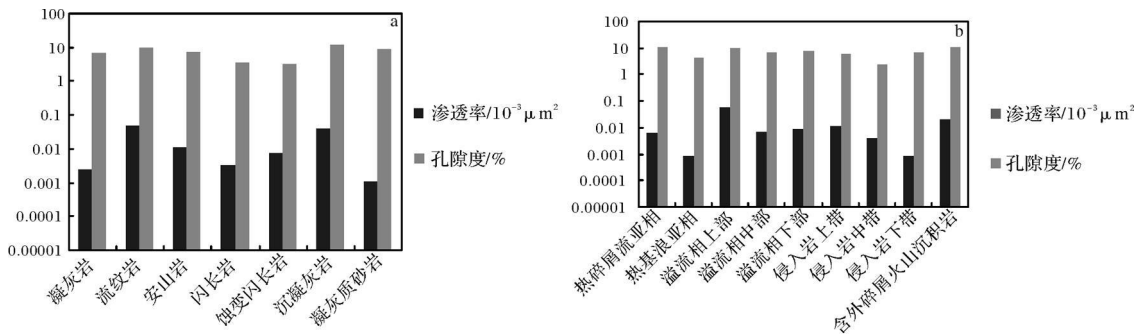 a
100
10
1
0.1
0.01
0.001
0.0001
0.00001
凝灰岩
流纹岩
安山岩
闪长岩
蚀变闪长岩
沉凝灰岩
凝灰质砂岩
渗透率/10⁻³μm²
孔隙度/%
b
100
10
1
0.1
0.01
0.001
0.0001
0.00001
热碎屑流亚相
热基浪亚相
溢流相上部
溢流相中部
溢流相下部
侵入岩上带
侵入岩中带
侵入岩下带
含外碎屑火山沉积岩
渗透率/10⁻³μm²
孔隙度/%